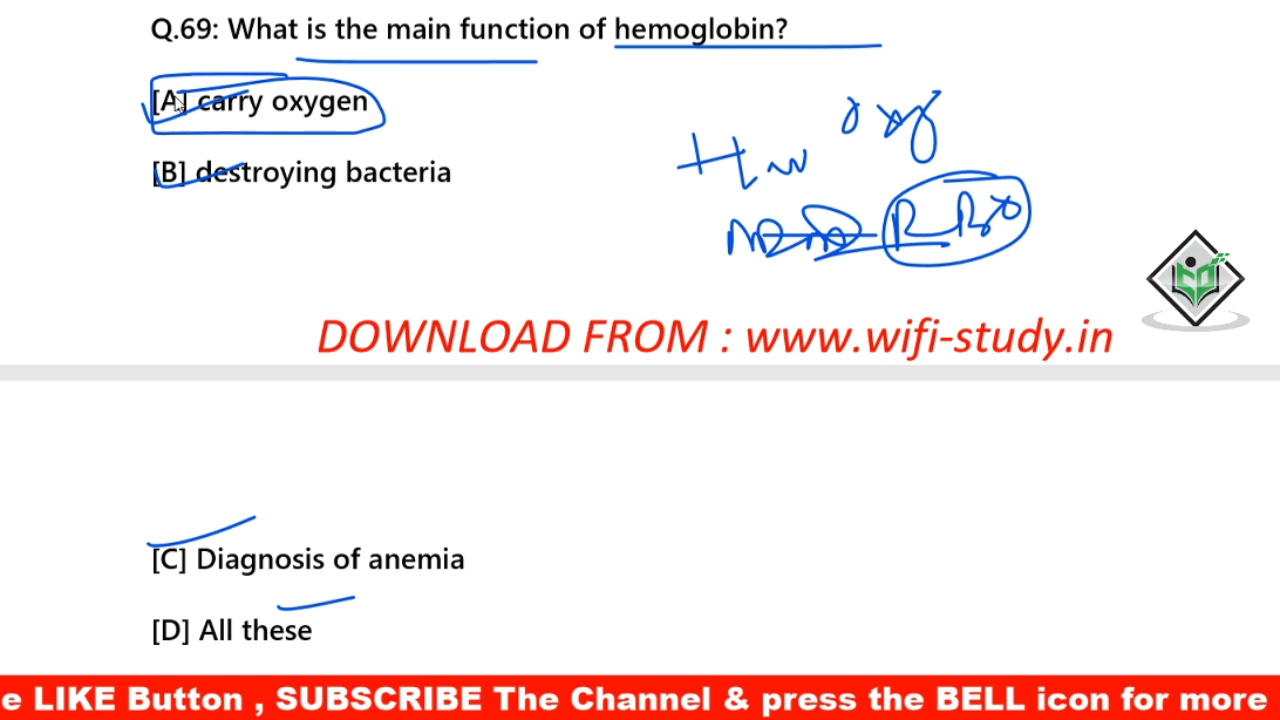 Q.69: What is the main function of hemoglobin?
[A] carry oxygen
[B] destroying bacteria
DOWNLOAD FROM : www.wifi-study.in
[C] Diagnosis of anemia
[D] All these
e LIKE Button , SUBSCRIBE The Channel & press the BELL icon for more